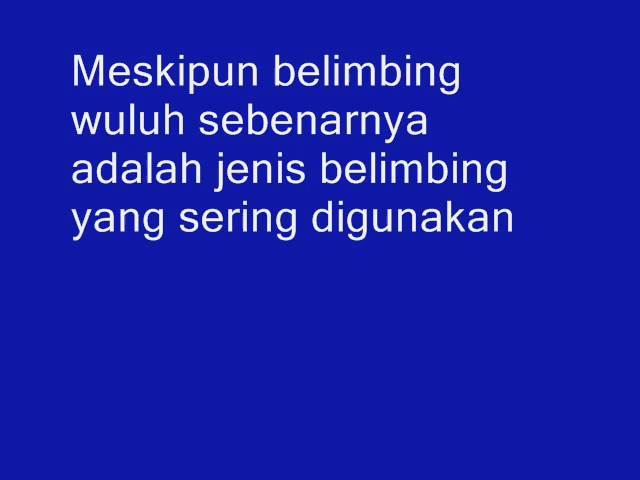 Meskipun belimbing
wuluh sebenarnya
adalah jenis belimbing
yang sering digunakan